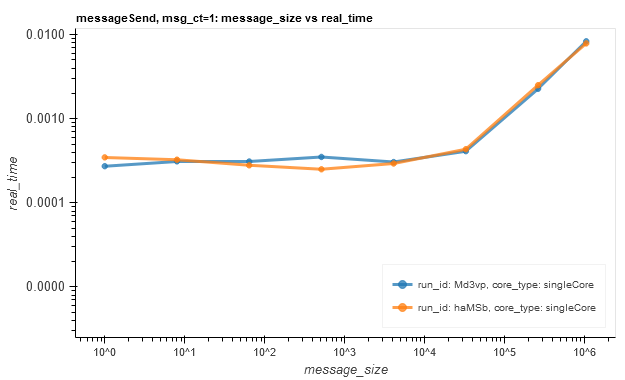 messageSend, msg_ct=1: message_size vs real_time
0.0100
0.0010
0.0001
0.0000
real_time
10^0
10^1
10^2
10^3
10^4
10^5
10^6
message_size
run_id: Md3vp, core_type: singleCore
run_id: haMSb, core_type: singleCore